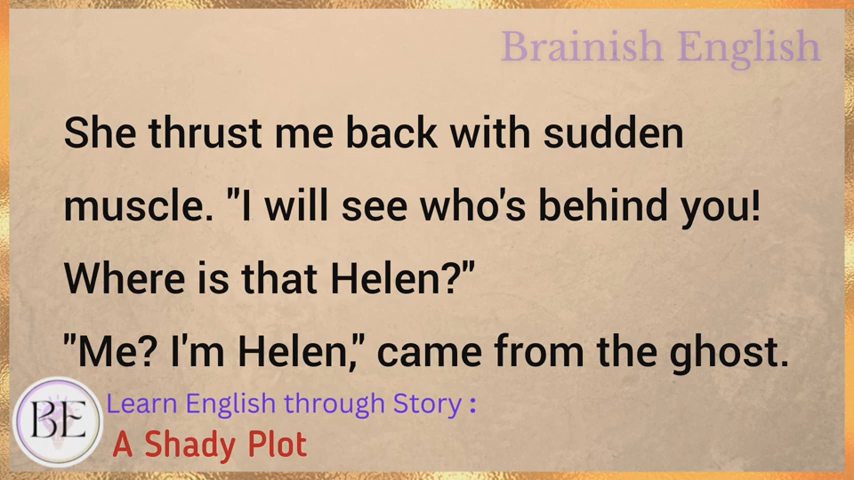 Brainish English
She thrust me back with sudden
muscle. "I will see who's behind you!
Where is that Helen?"
"Me? I'm Helen," came from the ghost.
BE
Learn English through Story :
A Shady Plot